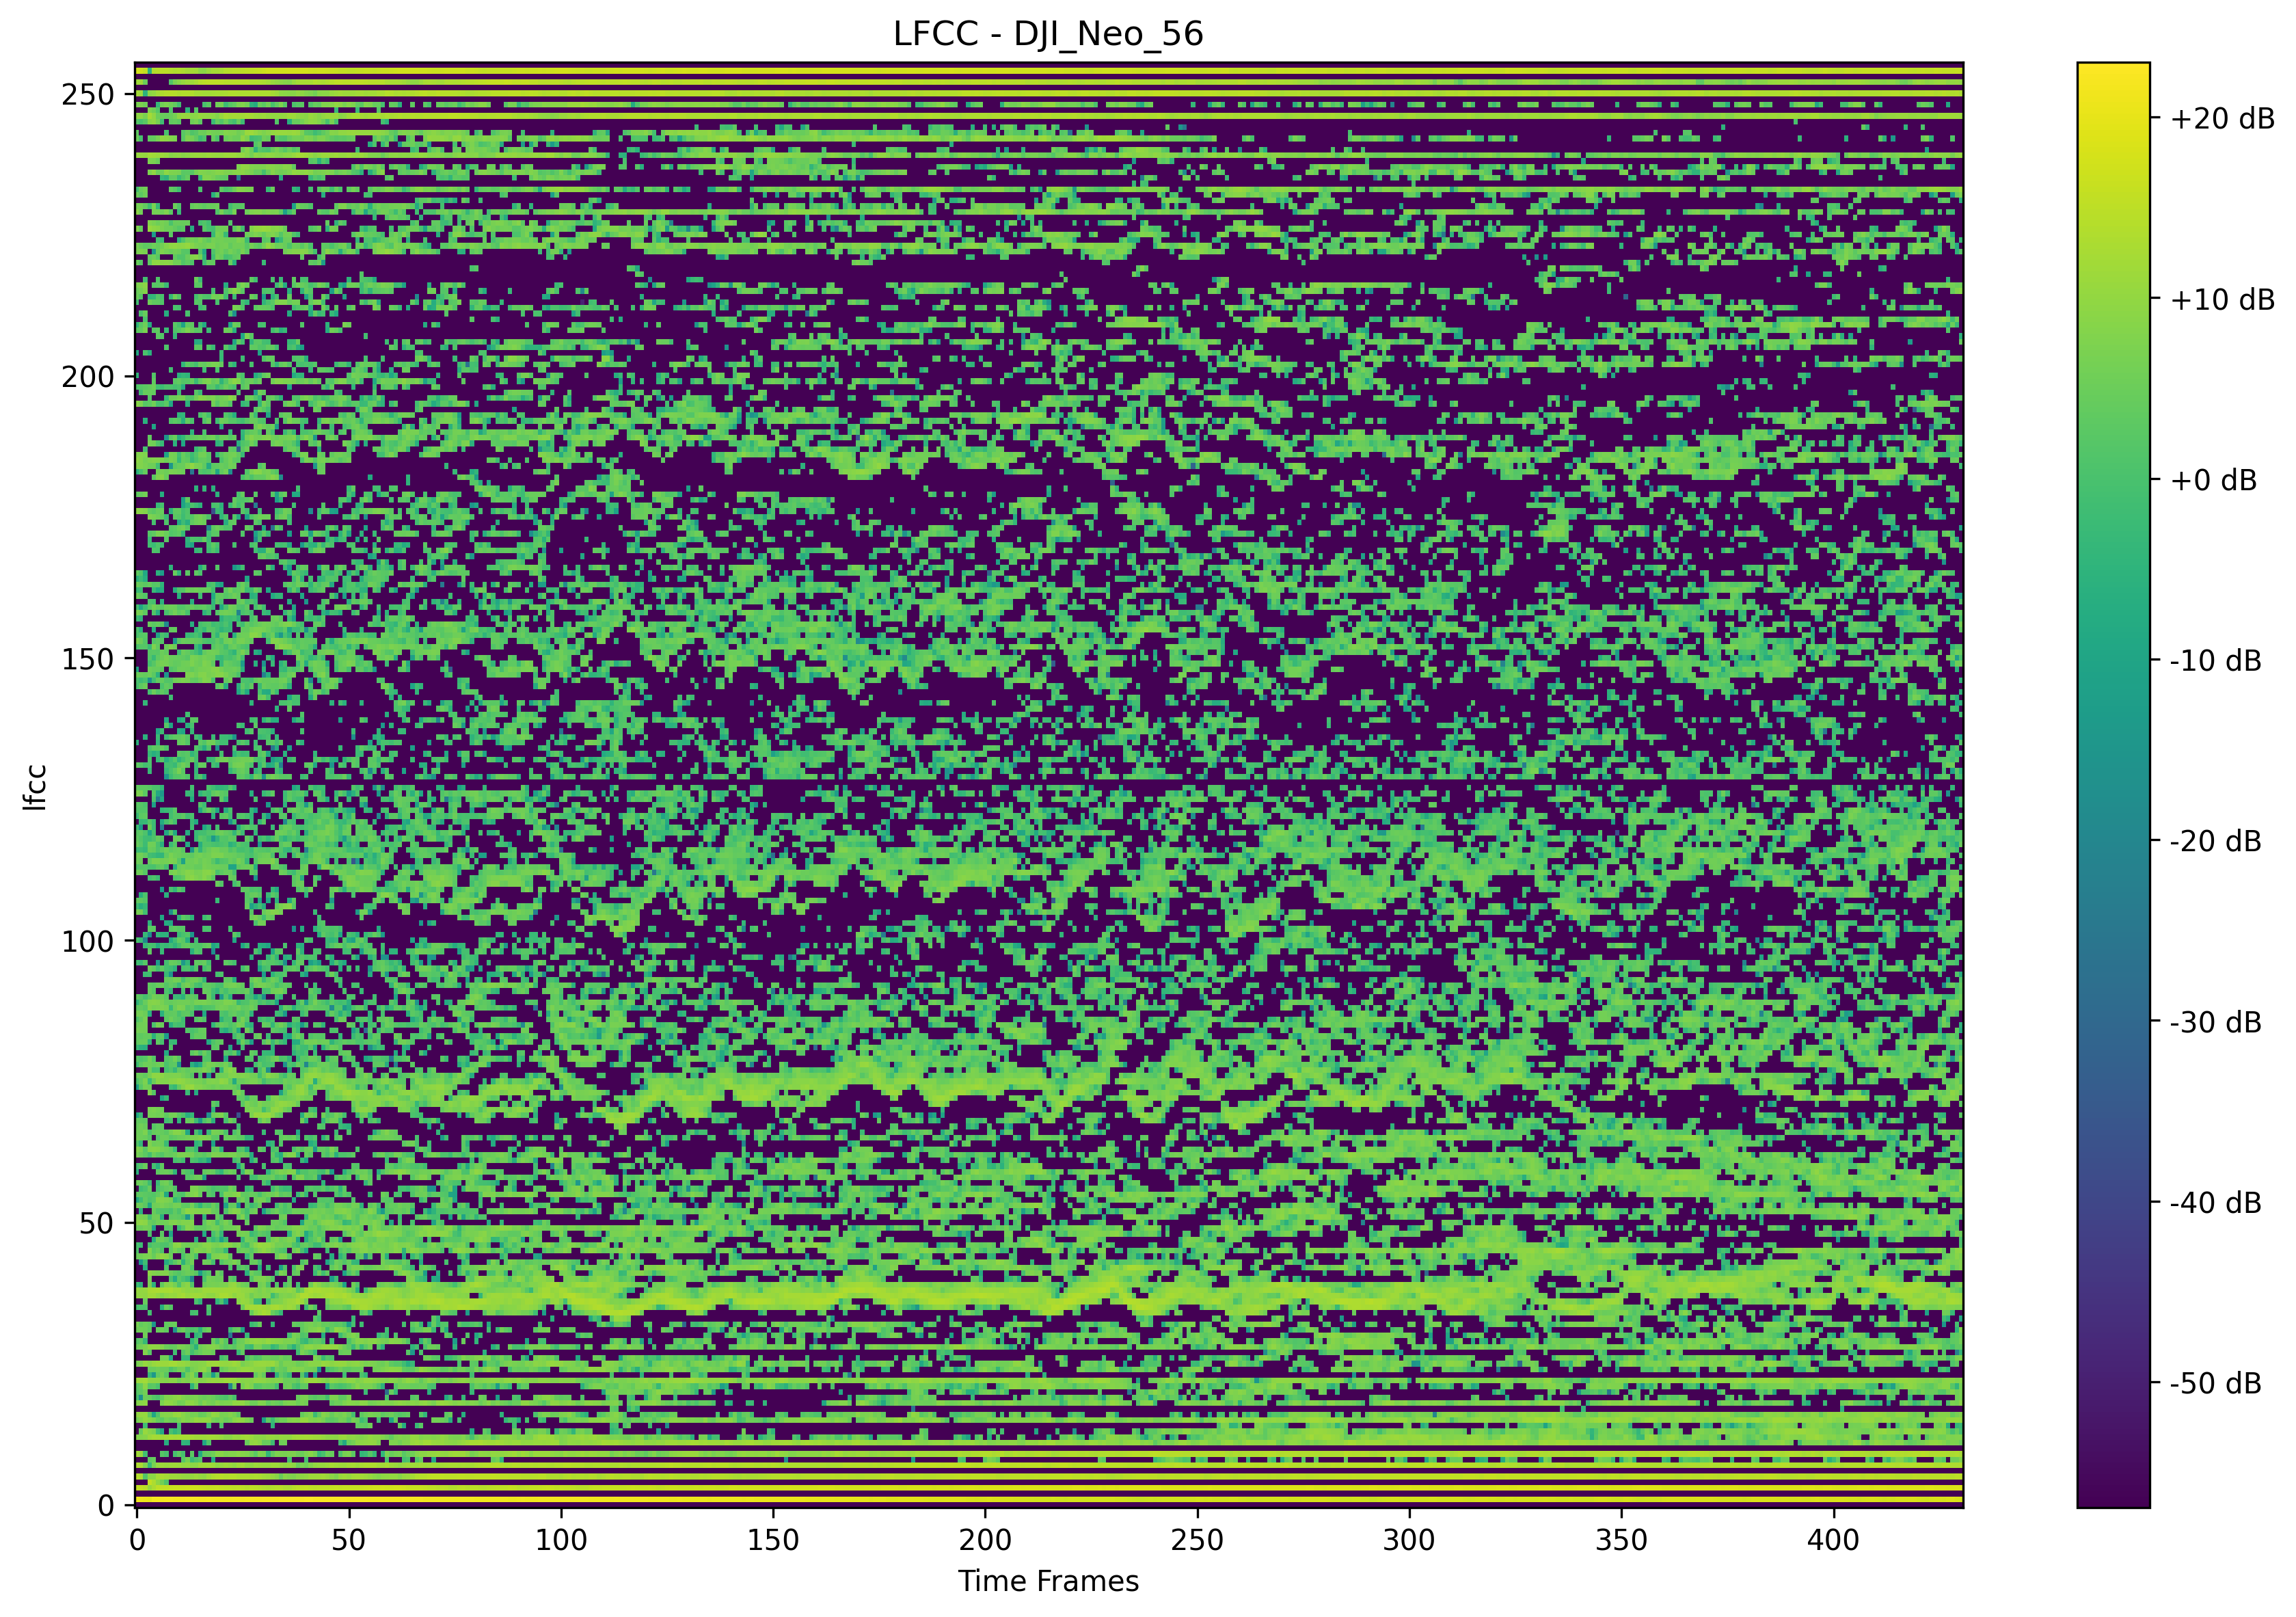 LFCC - DJI_Neo_56
250
200
150
100
50
0
lfcc
0 50 100 150 200 250 300 350 400
Time Frames
+20 dB
+10 dB
+0 dB
-10 dB
-20 dB
-30 dB
-40 dB
-50 dB